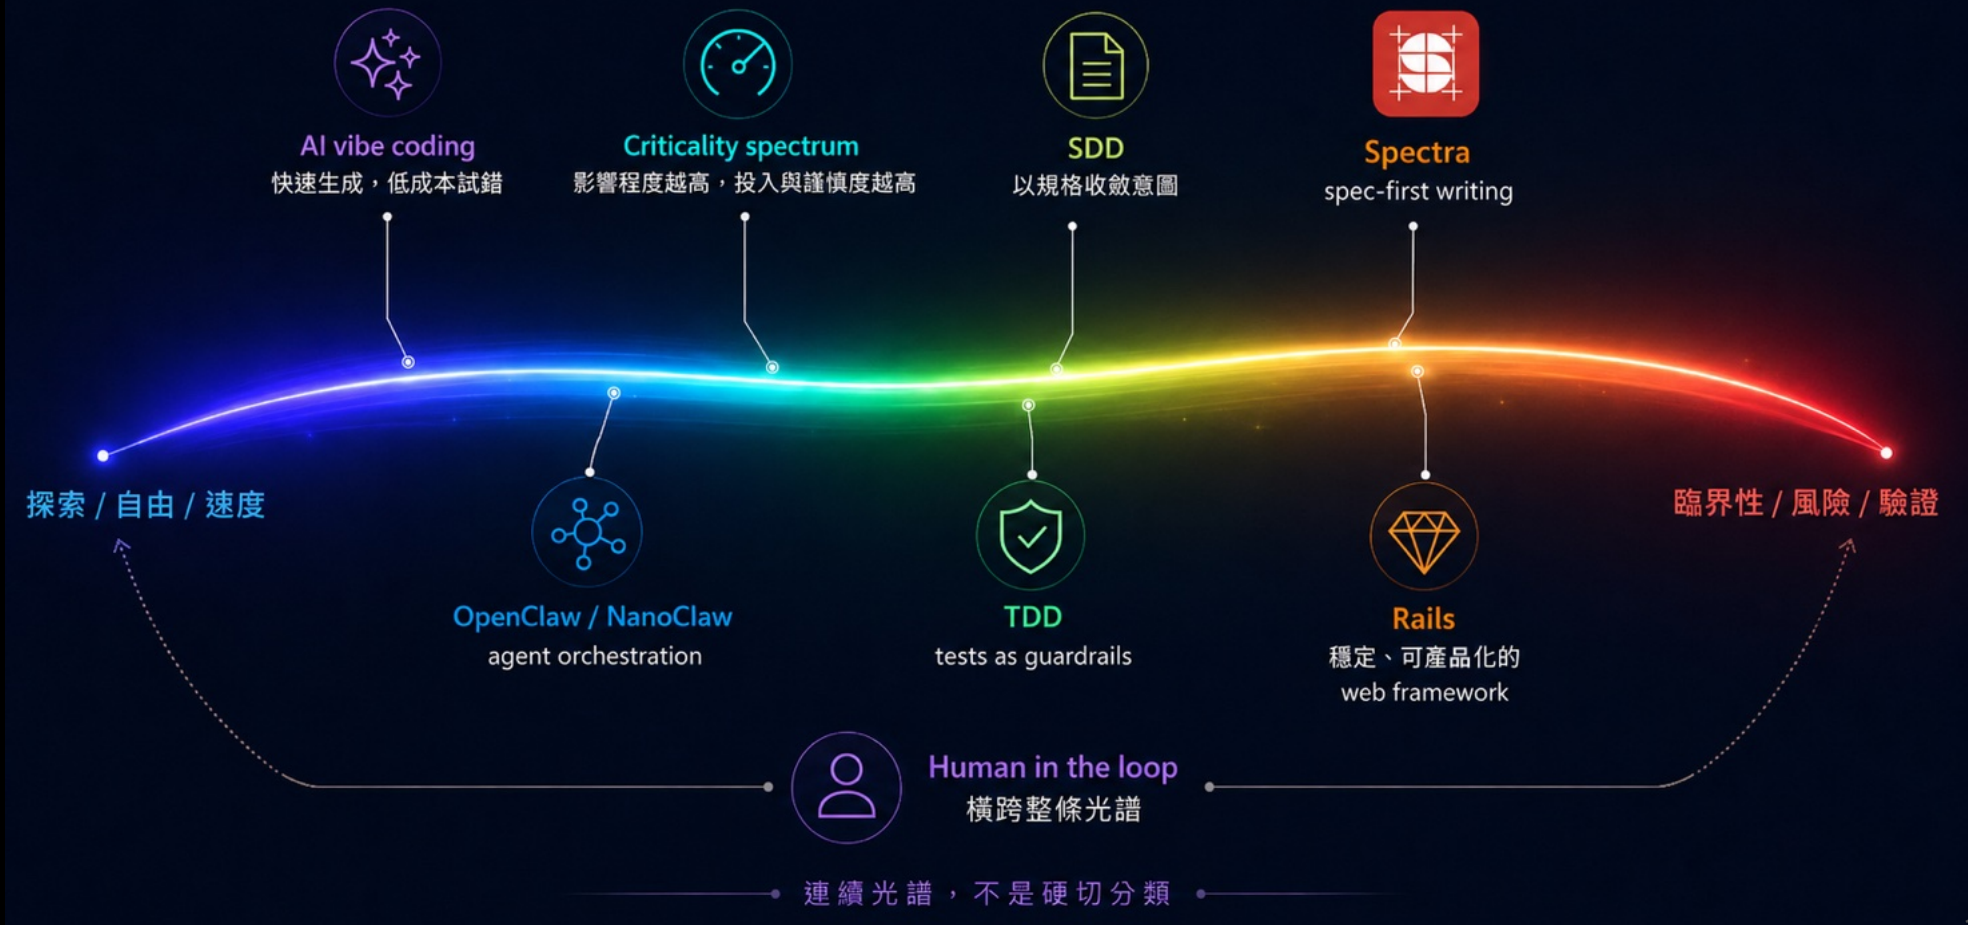 AI vibe coding
快速生成，低成本試錯
Criticality spectrum
影響程度越高，投入與謹慎度越高
SDD
以規格收斂意圖
Spectra
spec-first writing
探索 / 自由 / 速度
臨界性 / 風險 / 驗證
OpenClaw / NanoClaw
agent orchestration
TDD
tests as guardrails
Rails
穩定、可產品化的
web framework
Human in the loop
橫跨整條光譜
連續光譜，不是硬切分類